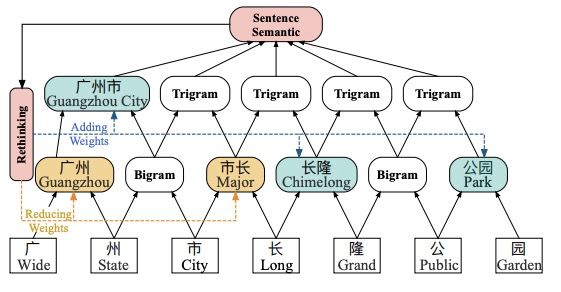 Sentence
Semantic
广州市
Guangzhou City
Trigram
Trigram
Trigram
Trigram
Rethinking
Adding
Weights
广州
Guangzhou
Bigram
市长
Major
长隆
Chimelong
Bigram
公园
Park
Reducing
Weights
广
Wide
州
State
市
City
长
Long
隆
Grand
公
Public
园
Garden